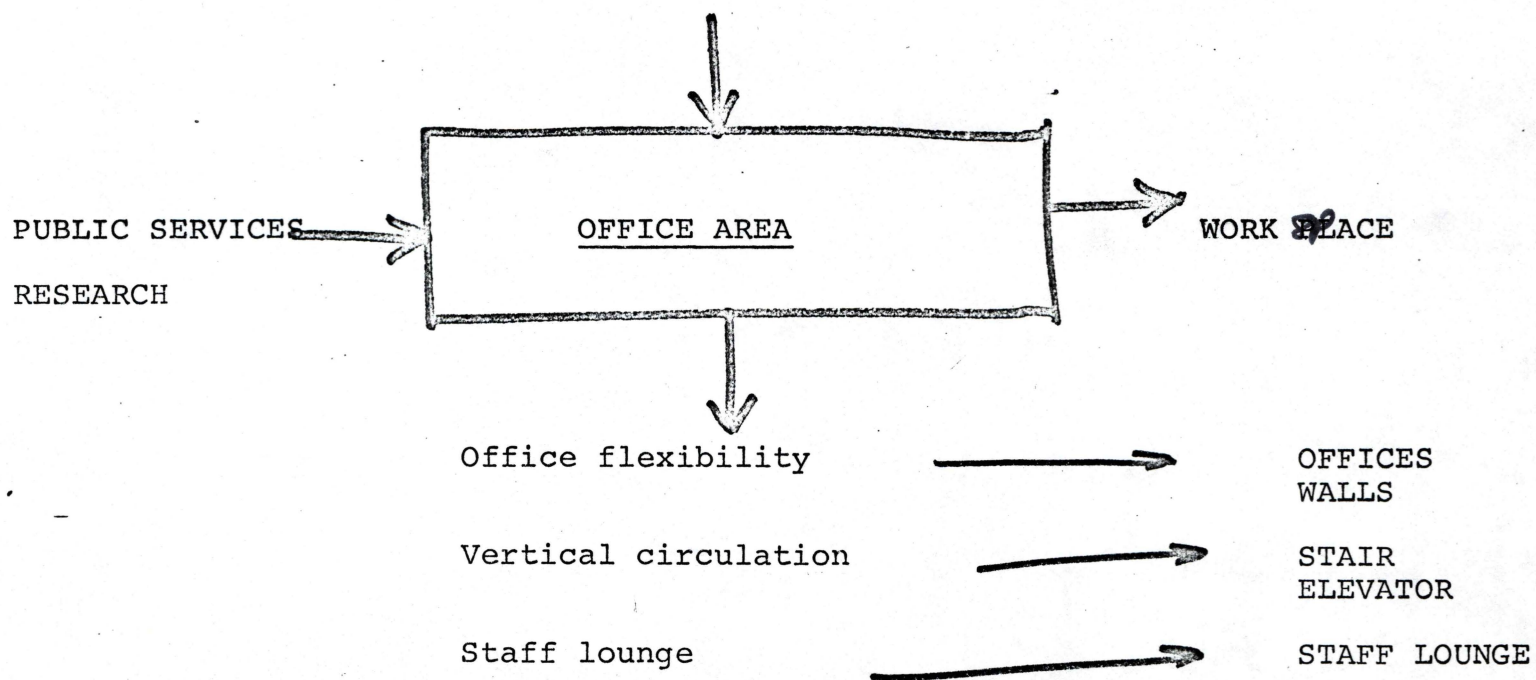 PUBLIC SERVICES
OFFICE AREA
WORK PLACE
RESEARCH
Office flexibility
OFFICES
WALLS
Vertical circulation
STAIR
ELEVATOR
Staff lounge
STAFF LOUNGE